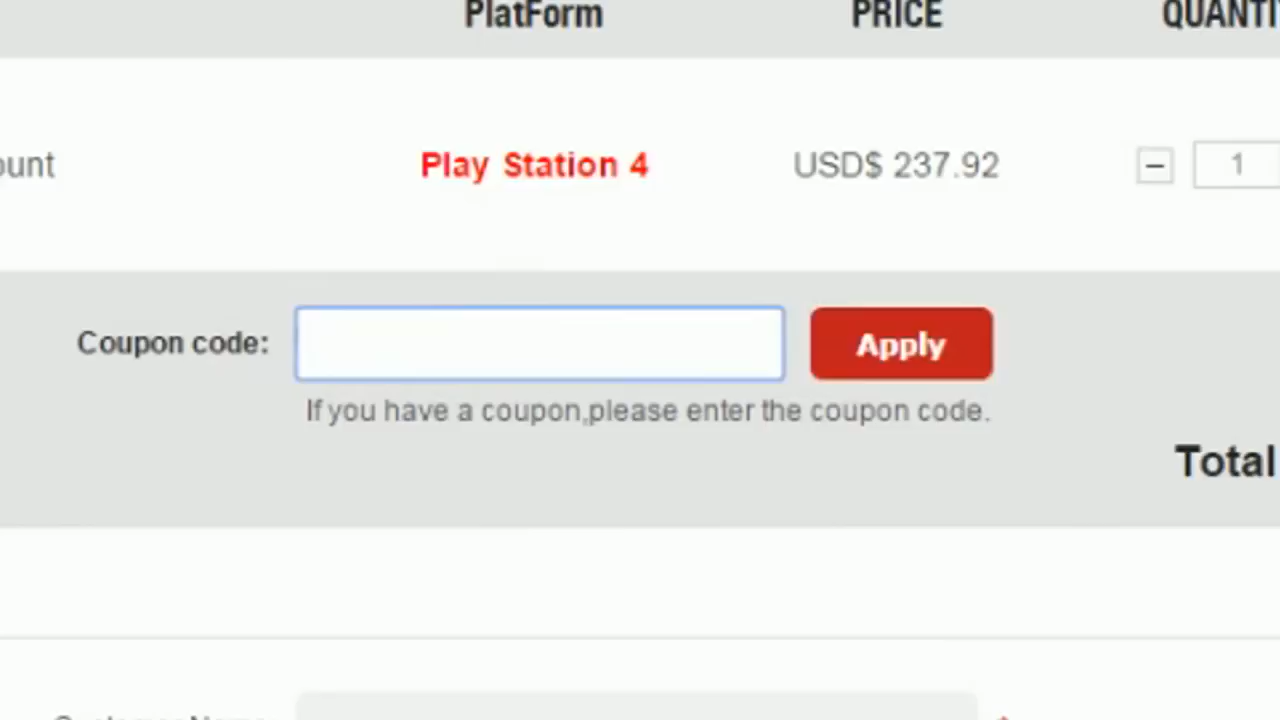 PlatForm PRICE
Play Station 4 USD$ 237.92 − 1
Coupon code: Apply
If you have a coupon,please enter the coupon code.
Total